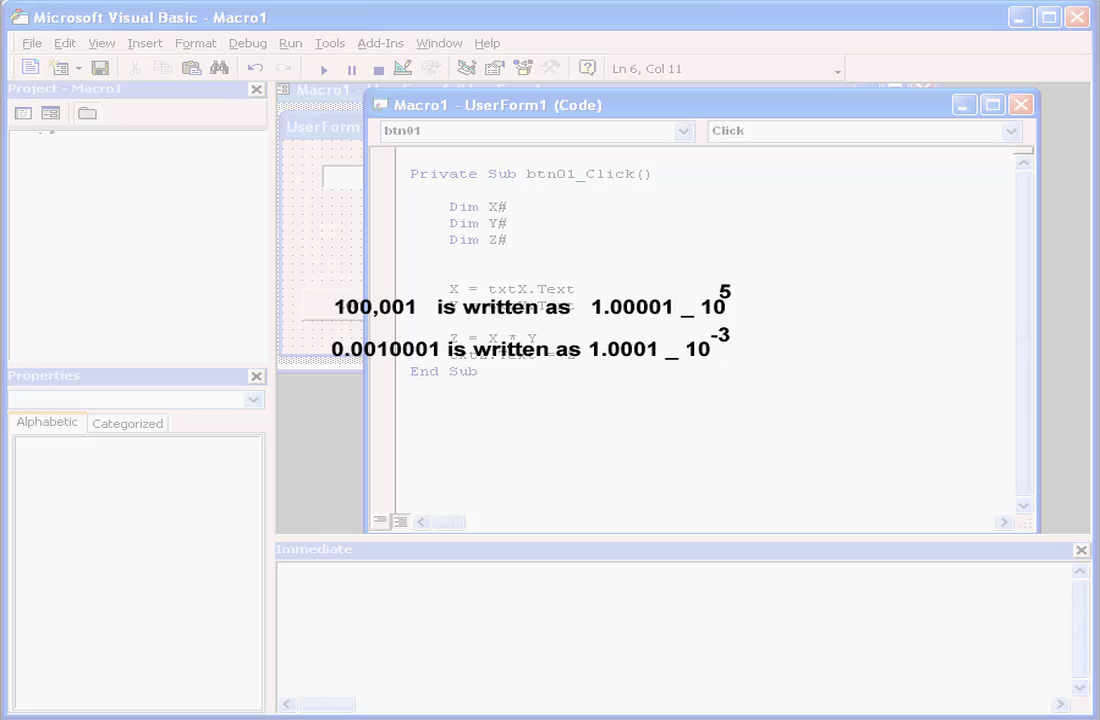 Microsoft Visual Basic - Macro1
File Edit View Insert Format Debug Run Tools Add-Ins Window Help
Ln 6, Col 11
Project - Macro1
Macro1 -
UserForm
Macro1 - UserForm1 (Code)
btn01 Click
Private Sub btn01_Click()
Dim X#
Dim Y#
Dim Z#
X = txtX.Text
100,001 is written as 1.00001 _ 10 5
Z = X * Y
0.0010001 is written as 1.0001 _ 10 -3
End Sub
Properties
Alphabetic Categorized
Immediate